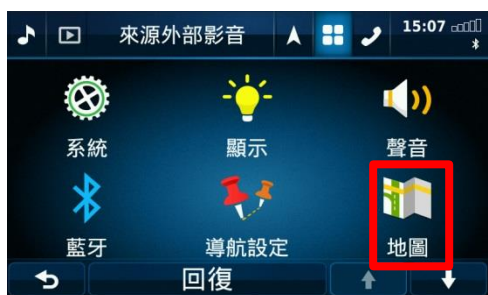 來源外部影音 15:07
系統 顯示 聲音
藍牙 導航設定 地圖
回復